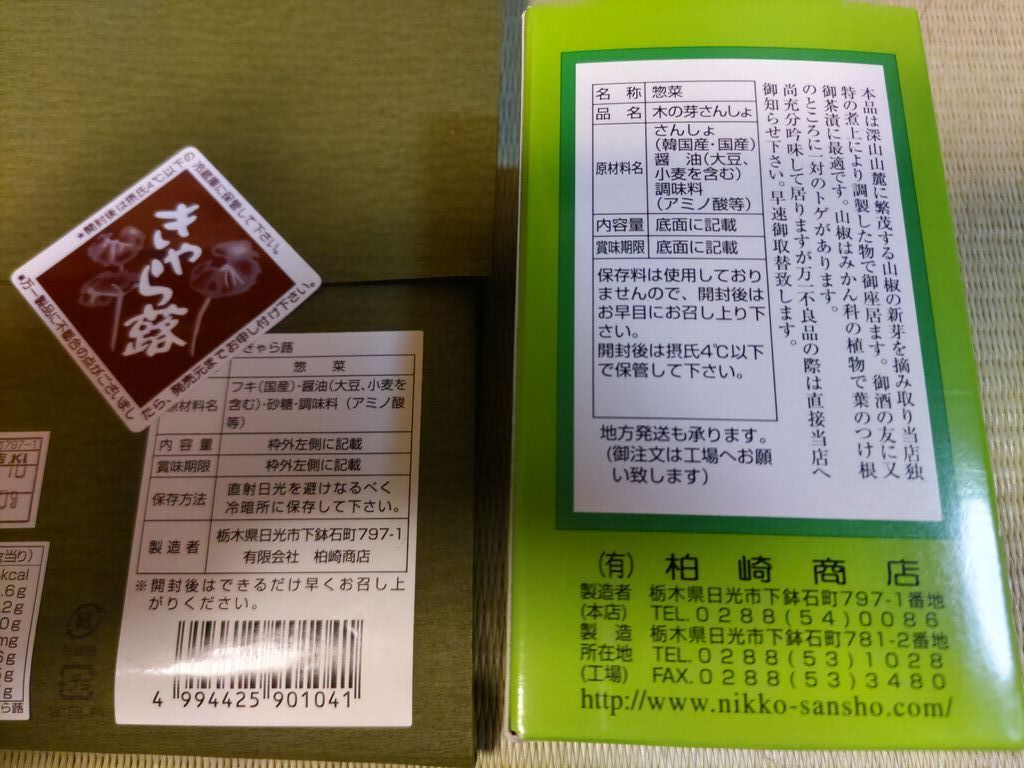 *開封後は摂氏4℃以下の
冷蔵庫に保管して下さい。
きゃら蕗
*万一製品に不都合の点がございまし
たら、発売元までお申し付け下さい。
きゃら蕗
惣菜
原材料名 フキ(国産)・醤油(大豆、小麦を
含む)・砂糖・調味料(アミノ酸
等)
内容量 枠外左側に記載
賞味期限 枠外左側に記載
保存方法 直射日光を避けなるべく
冷暗所に保存して下さい。
製造者 栃木県日光市下鉢石町797-1
有限会社 柏崎商店
※開封後はできるだけ早くお召し上
がりください。
4 994425 901041
町797-1
kcal
.6g
.2g
0g
mg
6g
5g
g
名称 惣菜
品名 木の芽さんしょ
原材料名 さんしょ
(韓国産・国産)
醤油(大豆、
小麦を含む)
調味料
(アミノ酸等)
内容量 底面に記載
賞味期限 底面に記載
保存料は使用しており
ませんので、開封後は
お早目にお召し上り下
さい。
開封後は摂氏4℃以下
で保管して下さい。
地方発送も承ります。
(御注文は工場へお願
い致します)
本品は深山山麓に繁茂する山椒の新芽を摘み取り当店独
特の煮上により調製した物で御座居ます。御酒の友に又
御茶漬に最適です。山椒はみかん科の植物で葉のつけ根
のところに一対のトゲがあります。
尚充分吟味して居りますが万一不良品の際は直接当店へ
御知らせ下さい。早速御取替致します。
(有)柏崎商店
製造者 栃木県日光市下鉢石町797-1番地
(本店) TEL.0288(54)0086
製造 栃木県日光市下鉢石町781-2番地
所在地 TEL.0288(53)1028
(工場) FAX.0288(53)3480
http://www.nikko-sansho.com/